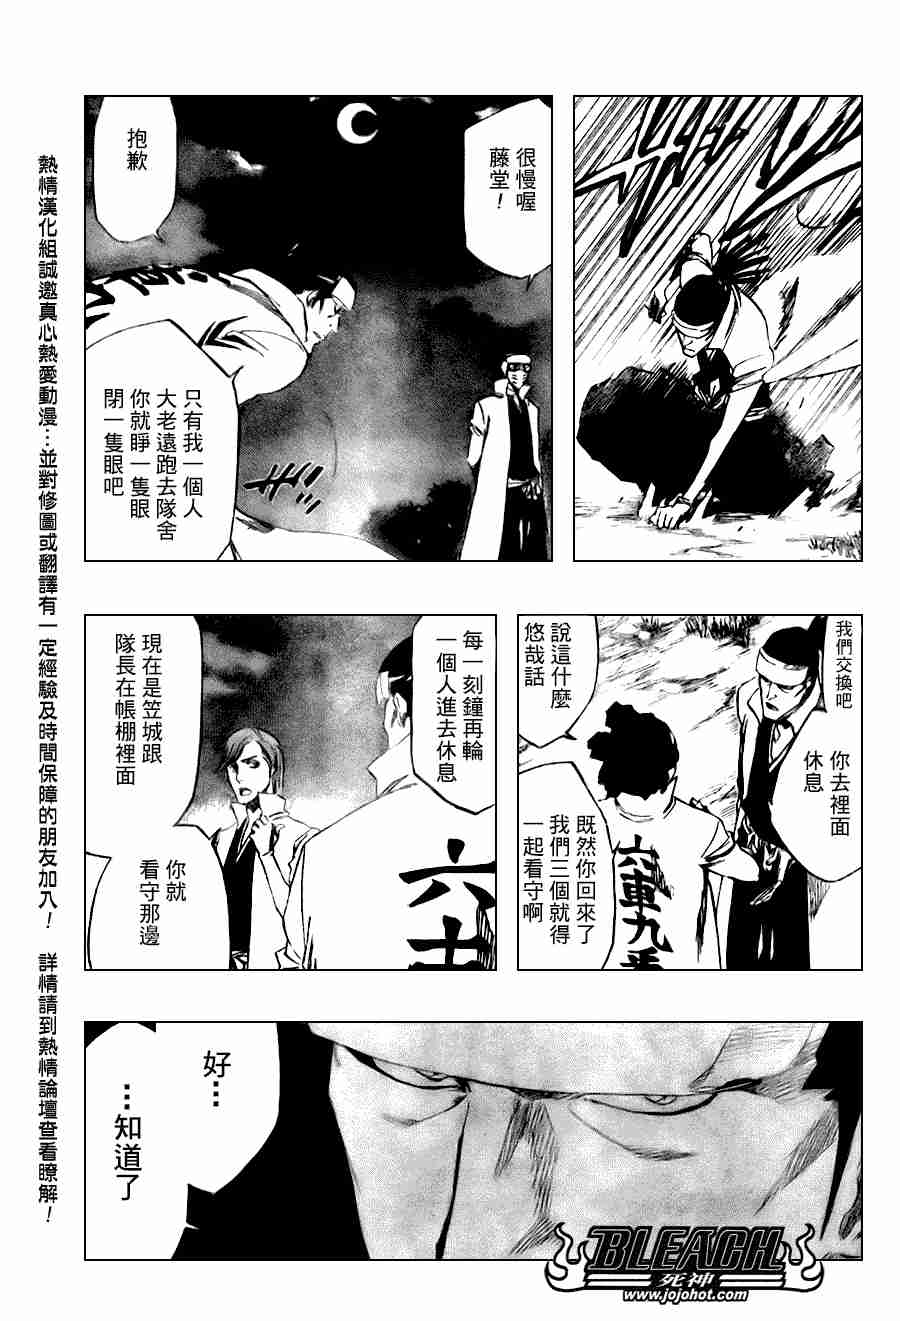 很慢喔
藤堂！
抱歉
只有我一個人
大老遠跑去隊舍
你就睜一隻眼
閉一隻眼吧
我們交換吧
你去裡面
休息
說這什麼
悠哉話
既然你回來了
我們三個就得
一起看守啊
六車九番
每一刻鐘再輪
一個人進去休息
六十
現在是笠城跟
隊長在帳棚裡面
你就
看守那邊
好…
…知道了
熱情漢化組誠邀真心熱愛動漫…並對修圖或翻譯有一定經驗及時間保障的朋友加入！ 詳情請到熱情論壇查看瞭解！
BLEACH
死神
www.jojohot.com